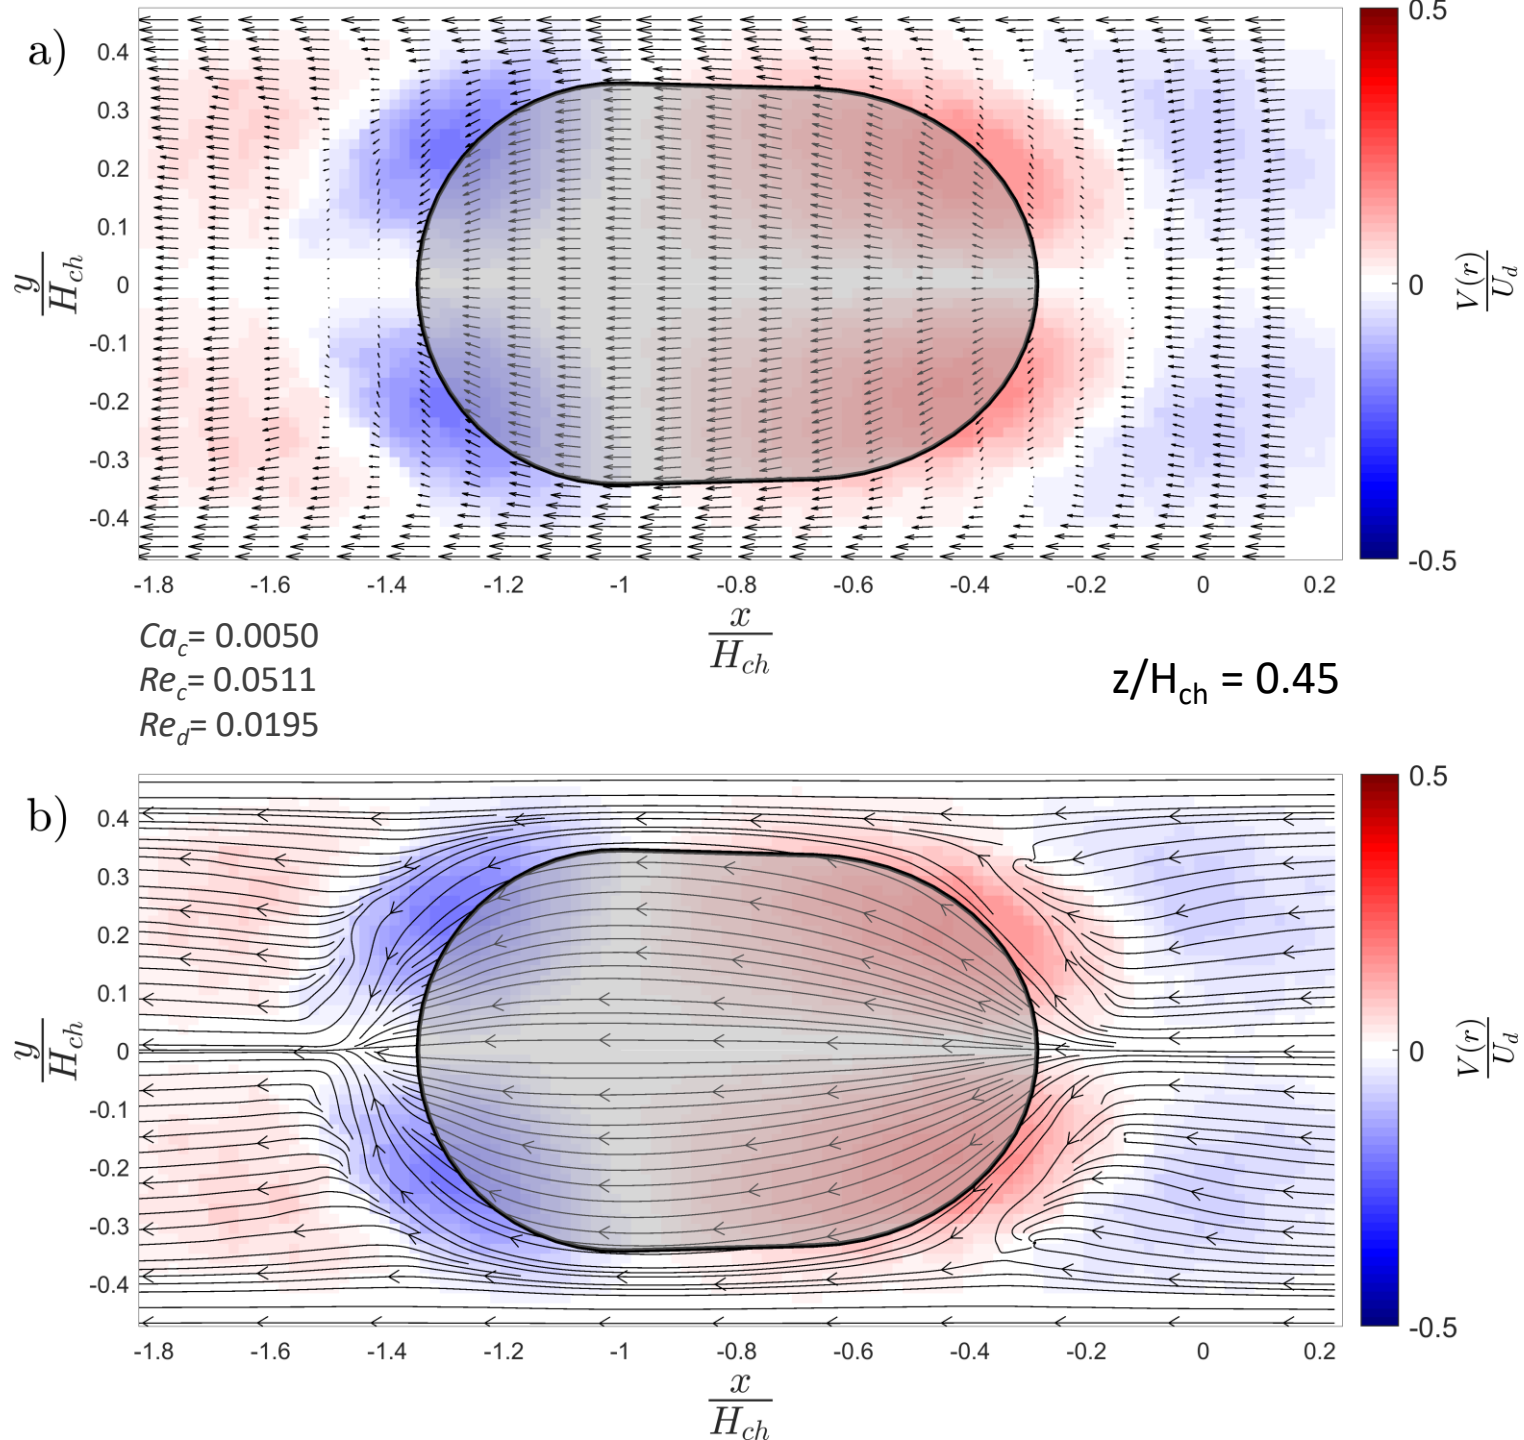 a)
0.4
0.3
0.2
0.1
0
-0.1
-0.2
-0.3
-0.4
y
H_ch
-1.8 -1.6 -1.4 -1.2 -1 -0.8 -0.6 -0.4 -0.2 0 0.2
x
H_ch
0.5
0
-0.5
V(r)
U_d
Ca_c= 0.0050
Re_c= 0.0511
Re_d= 0.0195
z/H_ch = 0.45
b)
0.4
0.3
0.2
0.1
0
-0.1
-0.2
-0.3
-0.4
y
H_ch
-1.8 -1.6 -1.4 -1.2 -1 -0.8 -0.6 -0.4 -0.2 0 0.2
x
H_ch
0.5
0
-0.5
V(r)
U_d